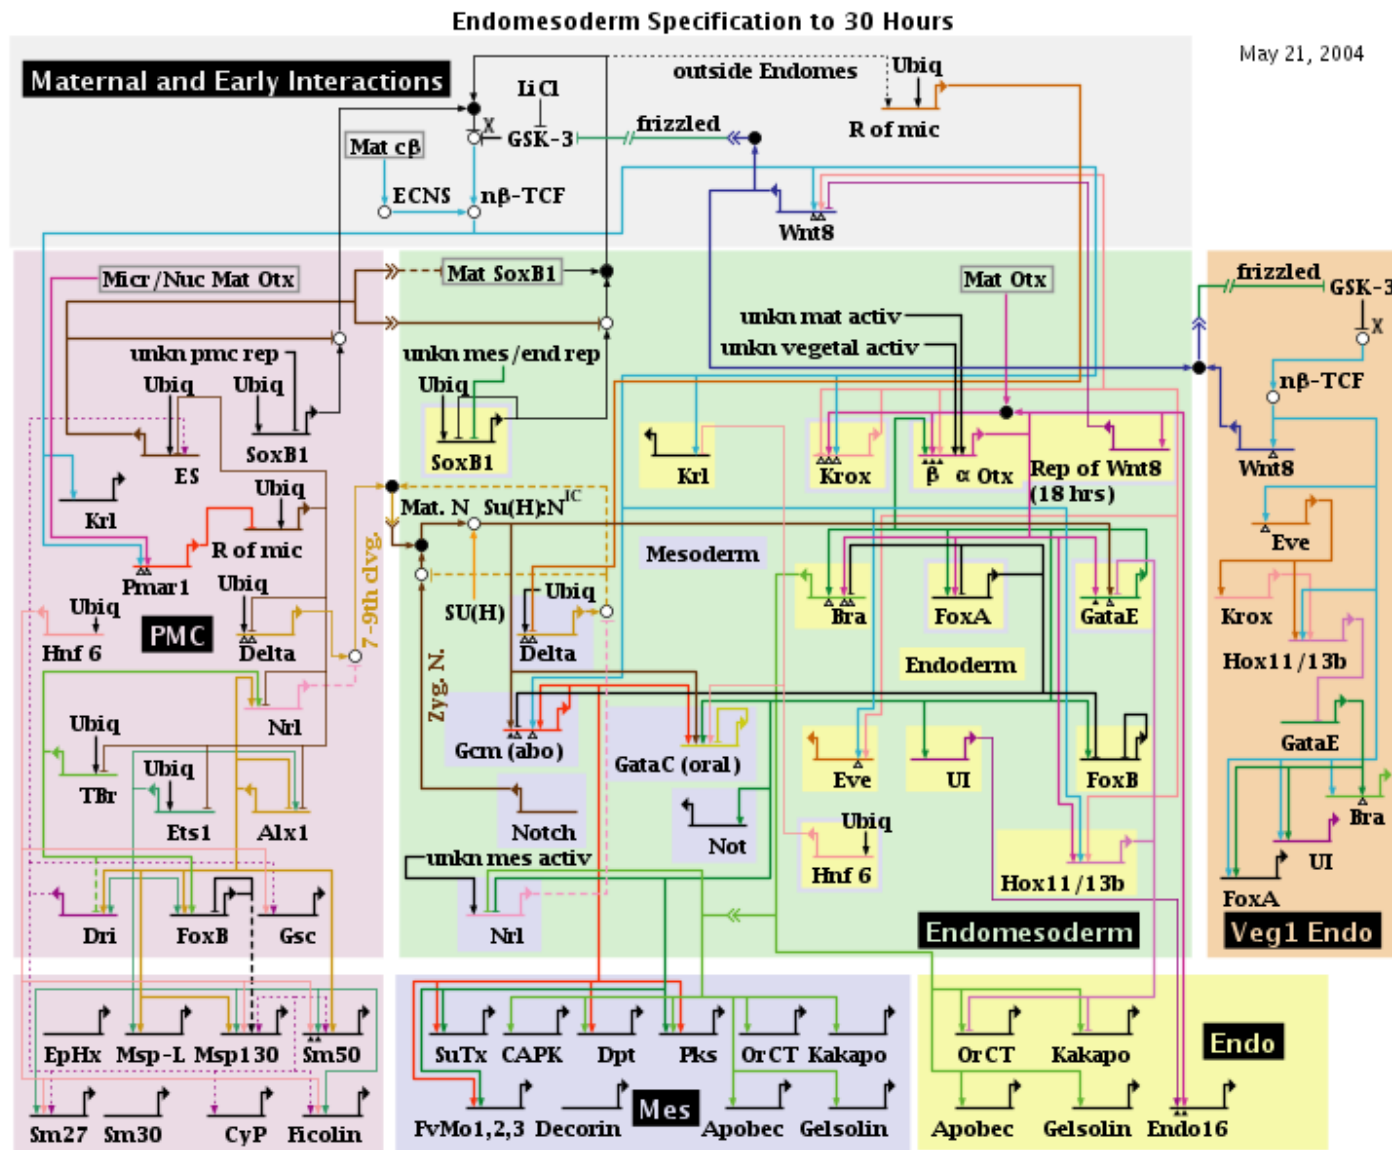 Endomesoderm Specification to 30 Hours
May 21, 2004
Maternal and Early Interactions
outside Endomes
Ubiq
LiCl
R of mic
X
GSK-3
frizzled
Mat cβ
ECNS
nβ-TCF
Wnt8
Micr/Nuc Mat Otx
Mat SoxB1
Mat Otx
frizzled
GSK-3
X
unkn mat activ
unkn vegetal activ
unkn pmc rep
unkn mes/end rep
nβ-TCF
Ubiq
Ubiq
Ubiq
ES
SoxB1
SoxB1
Krl
Krox
β α Otx
Rep of Wnt8
(18 hrs)
Wnt8
Krl
Ubiq
R of mic
Mat. N
Su(H):N IC
Eve
Pmar1
7-9th clvg.
Mesoderm
Ubiq
SU(H)
Bra
FoxA
GataE
Krox
Hox11/13b
Ubiq
Hnf 6
PMC
Ubiq
Delta
Delta
Endoderm
Zyg. N.
Nrl
GataE
Ubiq
TBr
Gcm (abo)
GataC (oral)
Eve
UI
FoxB
Ubiq
Ets1
Alx1
Notch
Not
Ubiq
Hnf 6
Hox11/13b
Bra
UI
FoxA
unkn mes activ
Dri
FoxB
Gsc
Nrl
Endomesoderm
Veg1 Endo
EpHx
Msp-L
Msp130
Sm50
SuTx
CAPK
Dpt
Pks
OrCT
Kakapo
OrCT
Kakapo
Endo
Sm27
Sm30
CyP
Ficolin
FvMo1,2,3
Decorin
Mes
Apobec
Gelsolin
Apobec
Gelsolin
Endo16